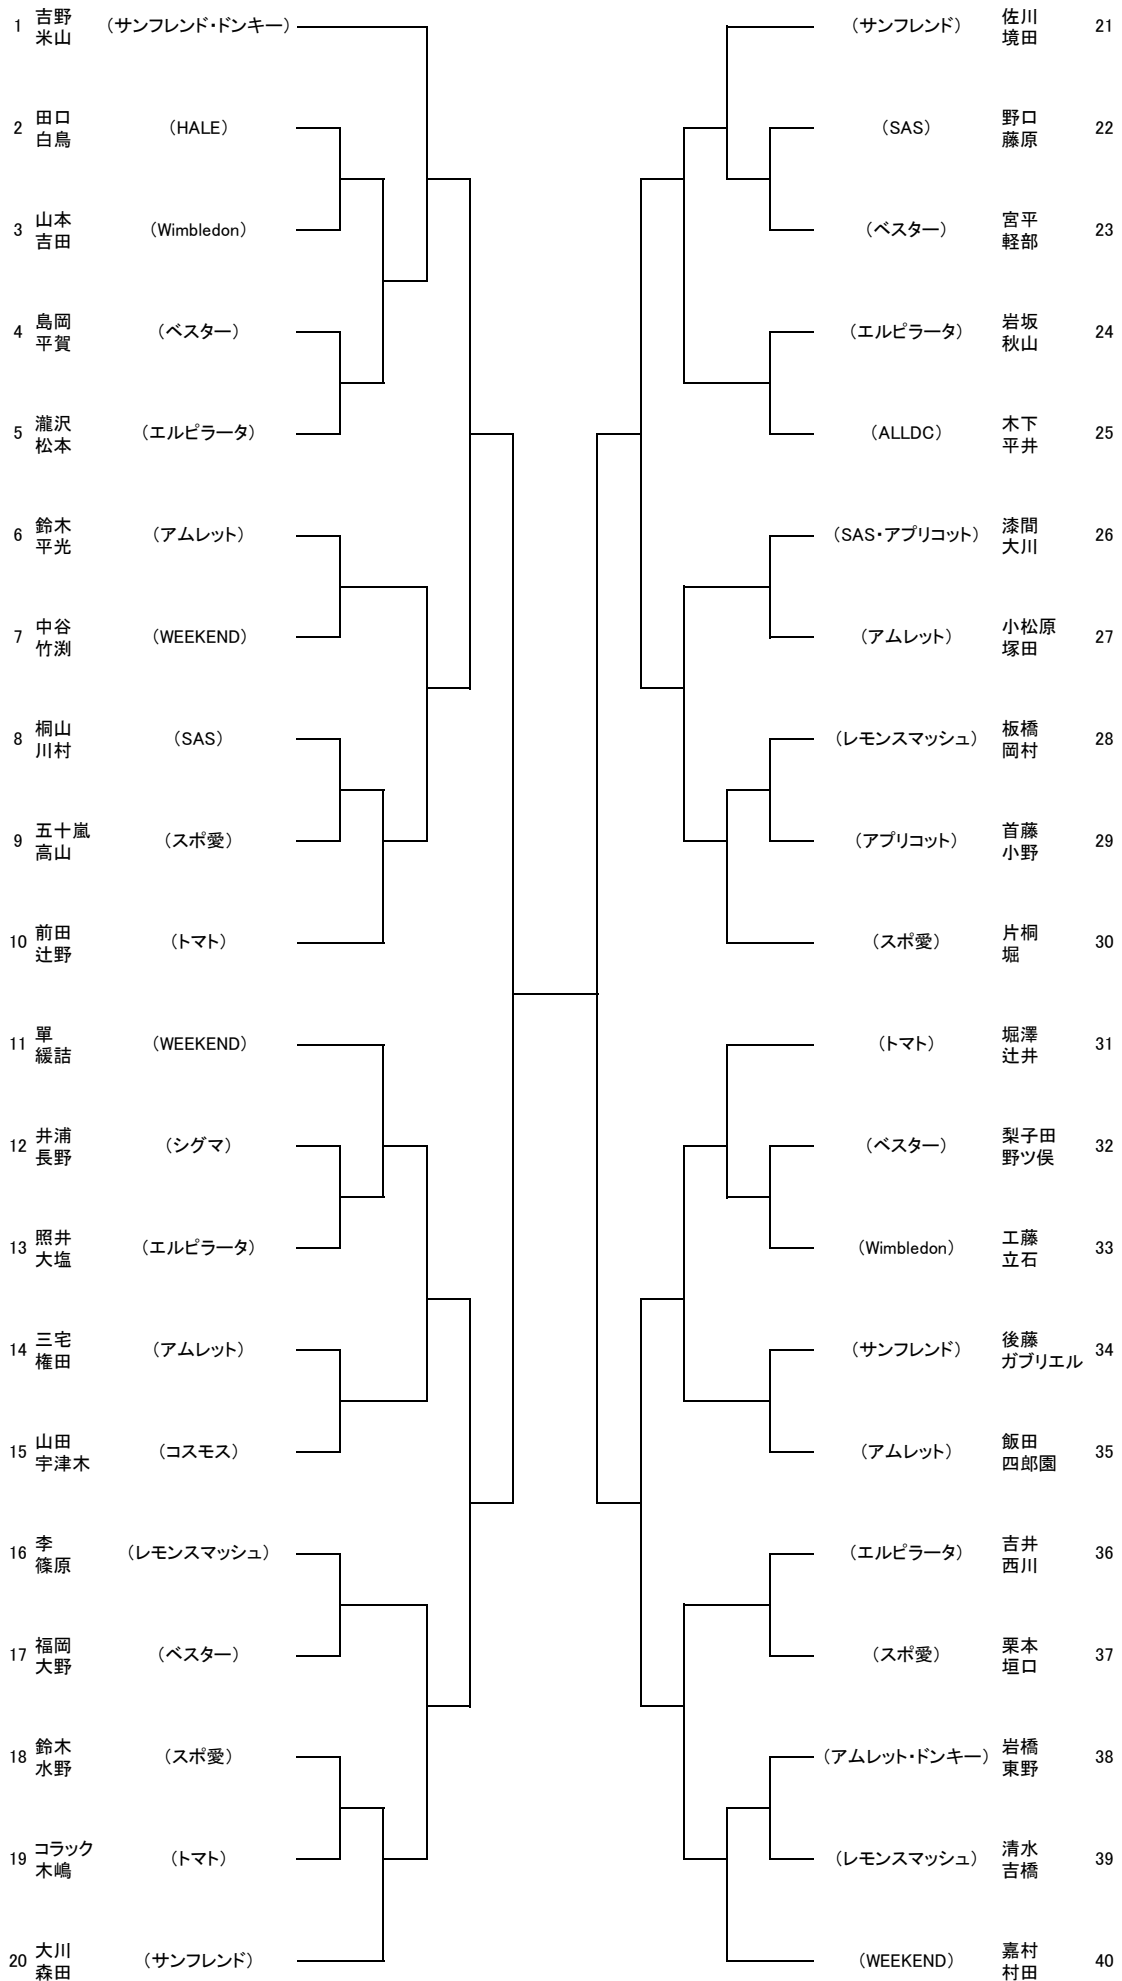 1 吉野 米山 (サンフレンド・ドンキー)
2 田口 白鳥 (HALE)
3 山本 吉田 (Wimbledon)
4 島岡 平賀 (ベスター)
5 瀧沢 松本 (エルピラータ)
6 鈴木 平光 (アムレット)
7 中谷 竹渕 (WEEKEND)
8 桐山 川村 (SAS)
9 五十嵐 高山 (スポ愛)
10 前田 辻野 (トマト)
11 單 緩詰 (WEEKEND)
12 井浦 長野 (シグマ)
13 照井 大塩 (エルピラータ)
14 三宅 権田 (アムレット)
15 山田 宇津木 (コスモス)
16 李 篠原 (レモンスマッシュ)
17 福岡 大野 (ベスター)
18 鈴木 水野 (スポ愛)
19 コラック 木嶋 (トマト)
20 大川 森田 (サンフレンド)
(サンフレンド) 佐川 境田 21
(SAS) 野口 藤原 22
(ベスター) 宮平 軽部 23
(エルピラータ) 岩坂 秋山 24
(ALLDC) 木下 平井 25
(SAS・アプリコット) 漆間 大川 26
(アムレット) 小松原 塚田 27
(レモンスマッシュ) 板橋 岡村 28
(アプリコット) 首藤 小野 29
(スポ愛) 片桐 堀 30
(トマト) 堀澤 辻井 31
(ベスター) 梨子田 野ツ俣 32
(Wimbledon) 工藤 立石 33
(サンフレンド) 後藤 ガブリエル 34
(アムレット) 飯田 四郎園 35
(エルピラータ) 吉井 西川 36
(スポ愛) 栗本 垣口 37
(アムレット・ドンキー) 岩橋 東野 38
(レモンスマッシュ) 清水 吉橋 39
(WEEKEND) 嘉村 村田 40